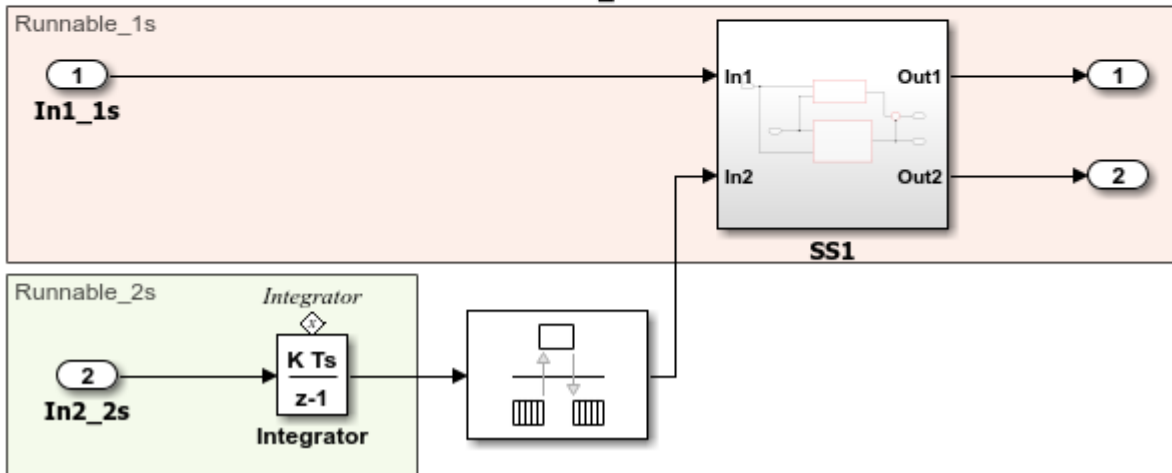 Runnable_1s
1
In1_1s
In1
Out1
1
In2
Out2
2
SS1
Runnable_2s
Integrator
x
K Ts
z-1
2
In2_2s
Integrator